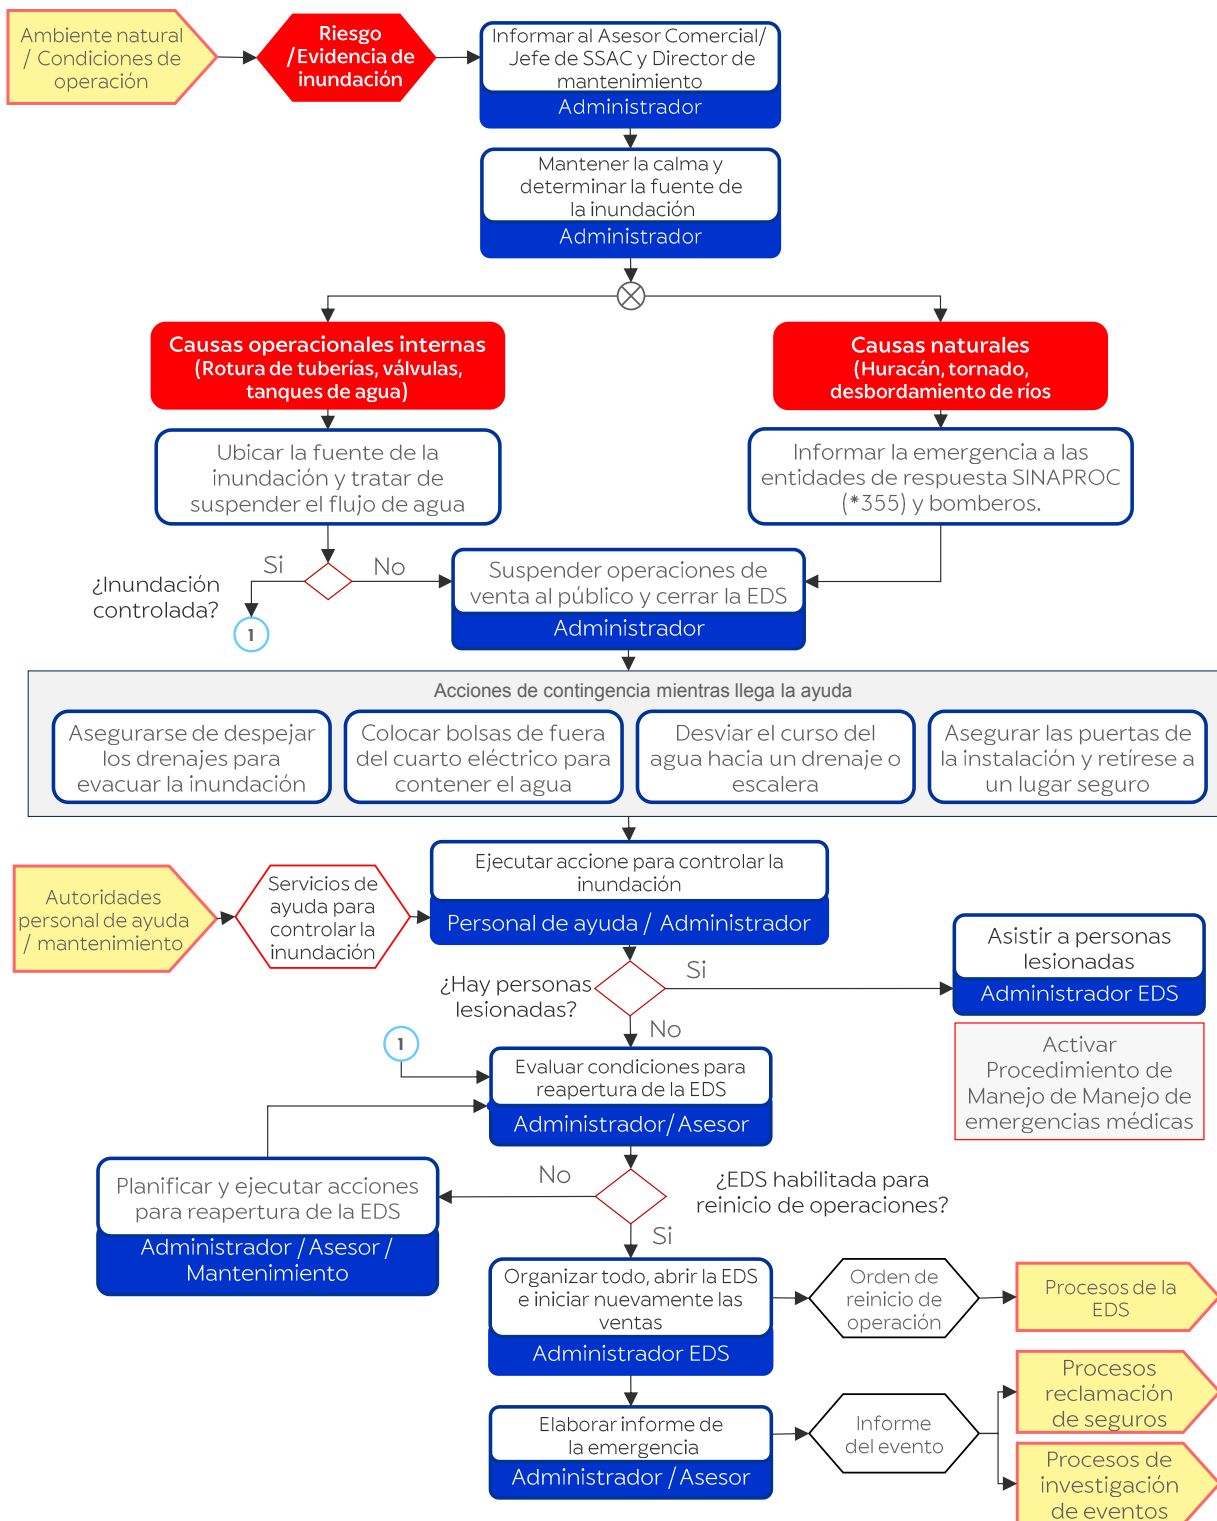 Ambiente natural
/ Condiciones de
operación
Riesgo
/Evidencia de
inundación
Informar al Asesor Comercial/
Jefe de SSAC y Director de
mantenimiento
Administrador
Mantener la calma y
determinar la fuente de
la inundación
Administrador
Causas operacionales internas
(Rotura de tuberías, válvulas,
tanques de agua)
Causas naturales
(Huracán, tornado,
desbordamiento de ríos
Ubicar la fuente de la
inundación y tratar de
suspender el flujo de agua
Informar la emergencia a las
entidades de respuesta SINAPROC
(*355) y bomberos.
Si
No
¿Inundación
controlada?
1
Suspender operaciones de
venta al público y cerrar la EDS
Administrador
Acciones de contingencia mientras llega la ayuda
Asegurarse de despejar
los drenajes para
evacuar la inundación
Colocar bolsas de fuera
del cuarto eléctrico para
contener el agua
Desviar el curso del
agua hacia un drenaje o
escalera
Asegurar las puertas de
la instalación y retírese a
un lugar seguro
Autoridades
personal de ayuda
/ mantenimiento
Servicios de
ayuda para
controlar la
inundación
Ejecutar accione para controlar la
inundación
Personal de ayuda / Administrador
¿Hay personas
lesionadas?
Si
No
Asistir a personas
lesionadas
Administrador EDS
Activar
Procedimiento de
Manejo de Manejo de
emergencias médicas
1
Evaluar condiciones para
reapertura de la EDS
Administrador/Asesor
No
¿EDS habilitada para
reinicio de operaciones?
Si
Planificar y ejecutar acciones
para reapertura de la EDS
Administrador / Asesor /
Mantenimiento
Organizar todo, abrir la EDS
e iniciar nuevamente las
ventas
Administrador EDS
Orden de
reinicio de
operación
Procesos de la
EDS
Elaborar informe de
la emergencia
Administrador / Asesor
Informe
del evento
Procesos
reclamación
de seguros
Procesos de
investigación
de eventos